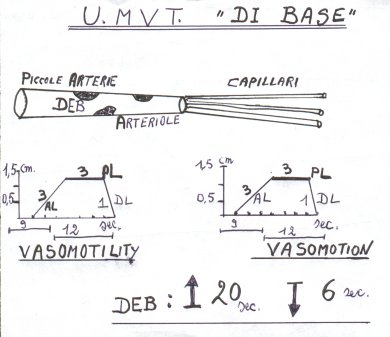 U.MVT. "DI BASE"
PICCOLE ARTERIE
CAPILLARI
DEB
ARTERIOLE
1,5 cm.
3
PL
0,5
3
AL
1
DL
9
12
sec.
VASOMOTILITY
1,5 cm
3
PL
0,5
3
AL
1
DL
9
12
sec.
VASOMOTION
DEB : ↑ 20 sec. ↓ 6 sec.